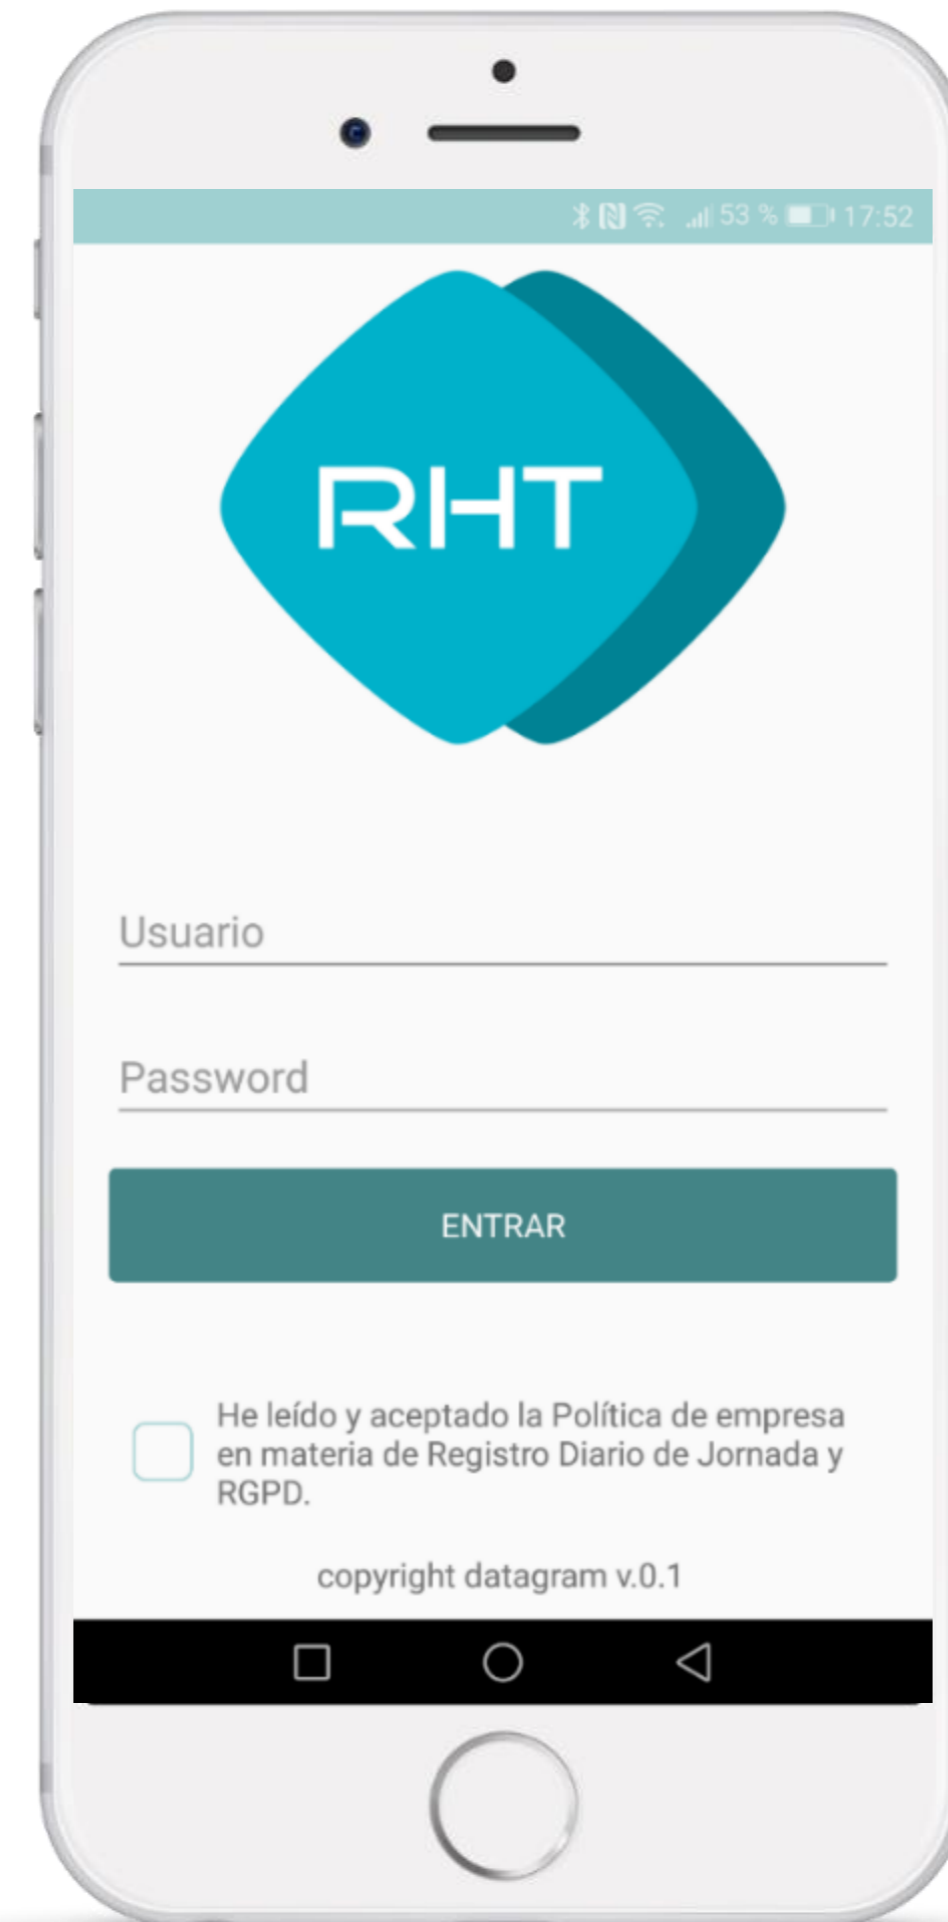 53 % 17:52
RHT
Usuario
Password
ENTRAR
He leído y aceptado la Política de empresa
en materia de Registro Diario de Jornada y
RGPD.
copyright datagram v.0.1